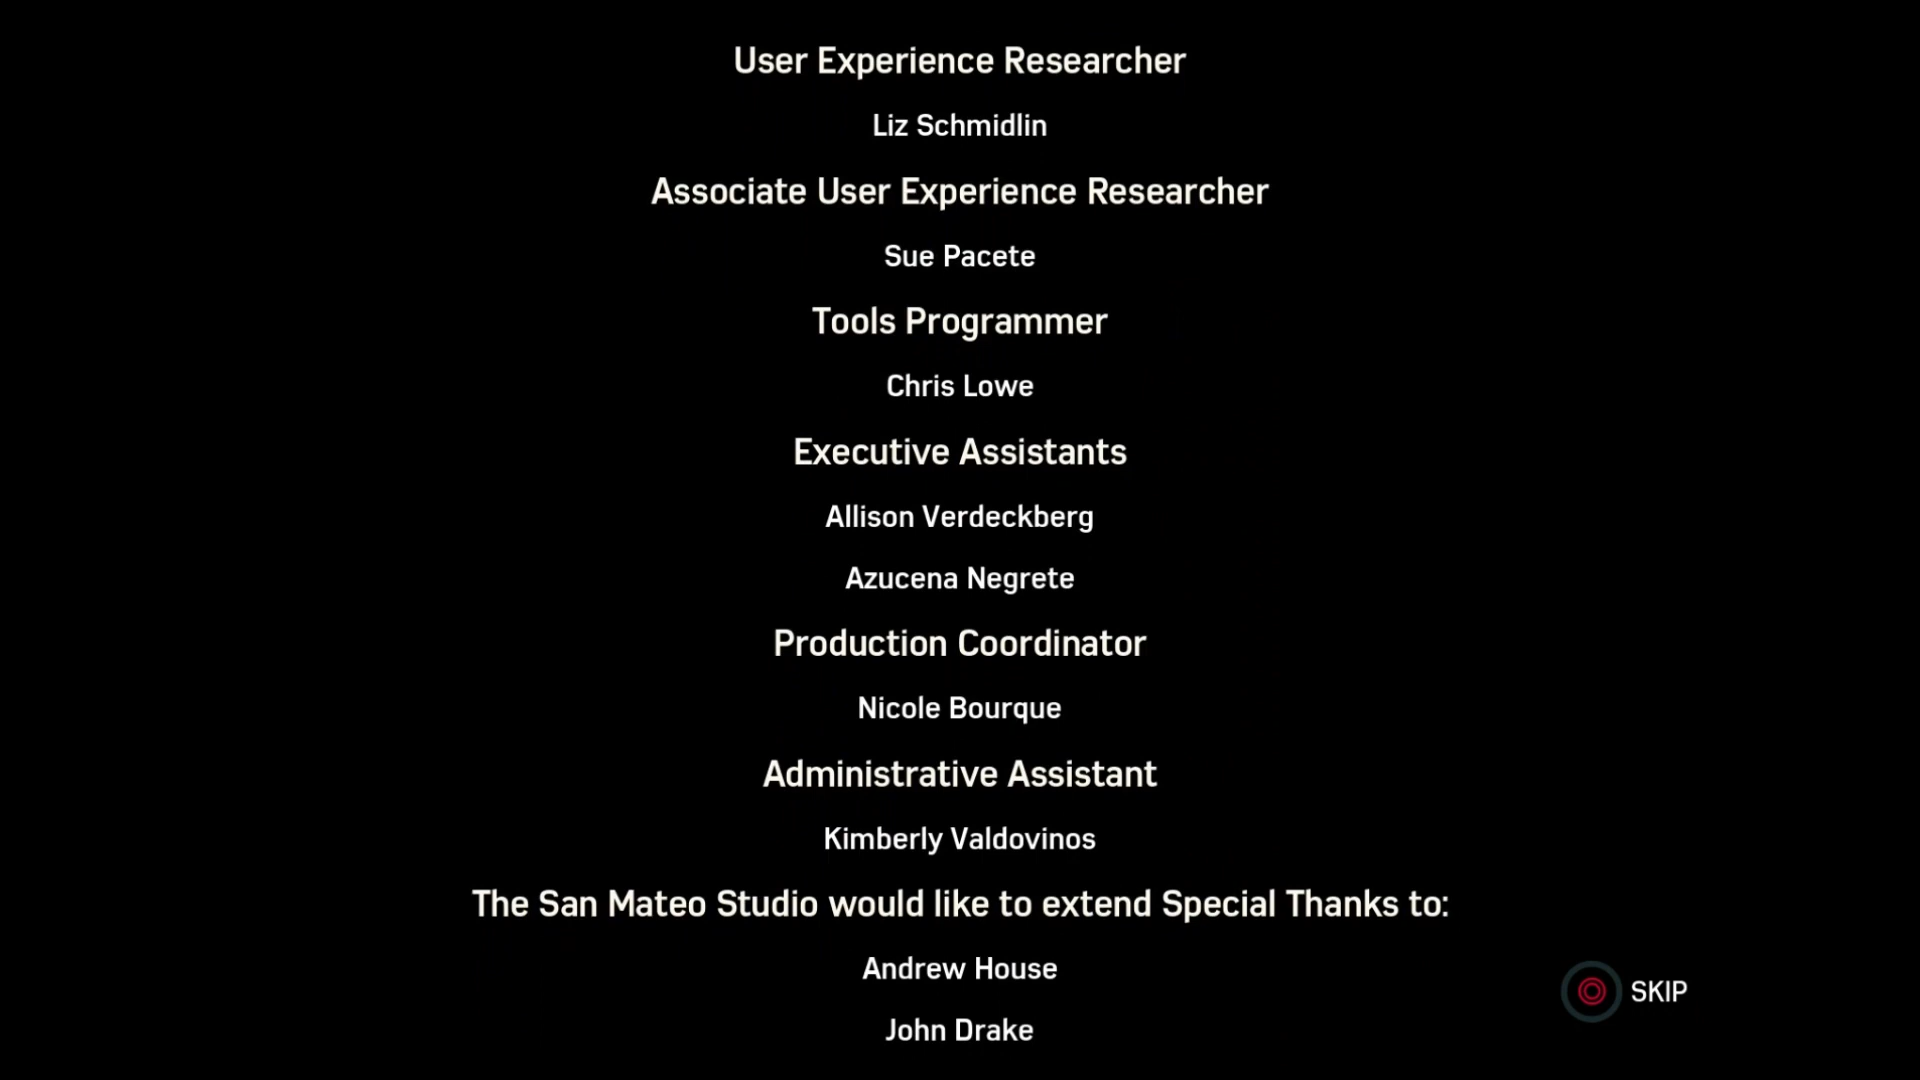 User Experience Researcher
Liz Schmidlin
Associate User Experience Researcher
Sue Pacete
Tools Programmer
Chris Lowe
Executive Assistants
Allison Verdeckberg
Azucena Negrete
Production Coordinator
Nicole Bourque
Administrative Assistant
Kimberly Valdovinos
The San Mateo Studio would like to extend Special Thanks to:
Andrew House
SKIP
John Drake